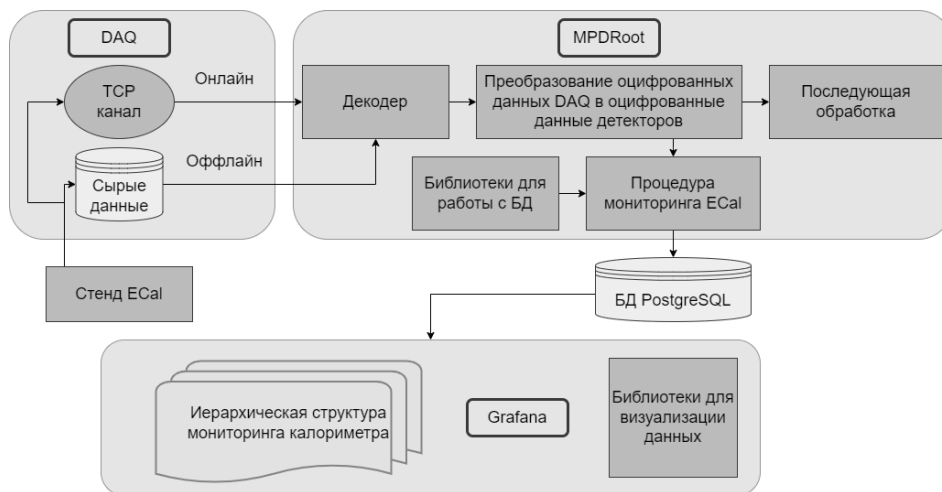 DAQ
MPDRoot
TCP
канал
Онлайн
Декодер
Преобразование оцифрованных
данных DAQ в оцифрованные
данные детекторов
Последующая
обработка
Оффлайн
Сырые
данные
Библиотеки для
работы с БД
Процедура
мониторинга ECal
Стенд ECal
БД PostgreSQL
Иерархическая структура
мониторинга калориметра
Grafana
Библиотеки для
визуализации
данных